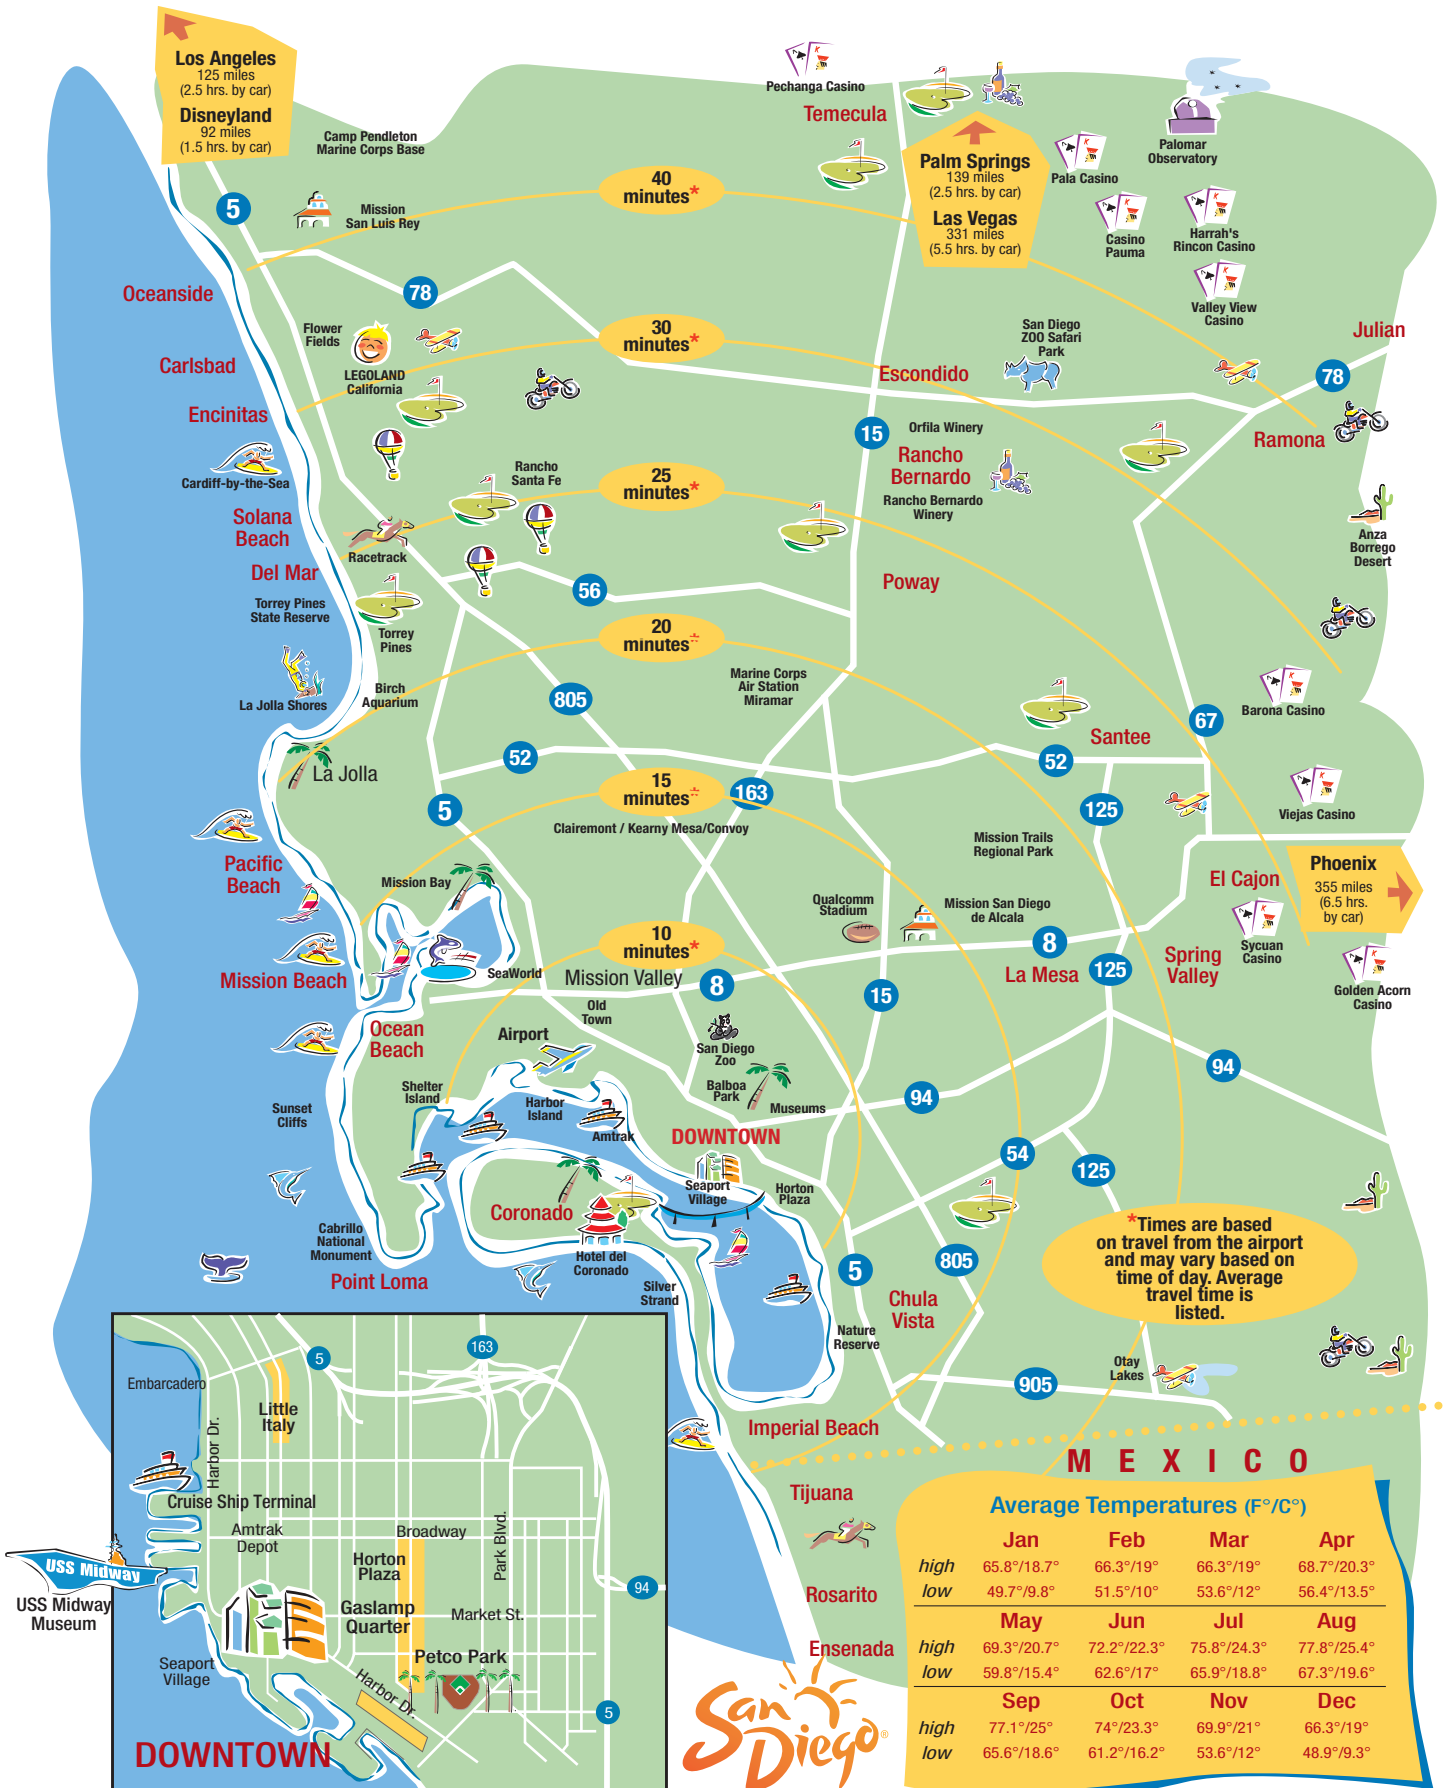 Los Angeles
125 miles
(2.5 hrs. by car)
Disneyland
92 miles
(1.5 hrs. by car)
Camp Pendleton
Marine Corps Base
Pechanga Casino
Temecula
Palomar
Observatory
Palm Springs
139 miles
(2.5 hrs. by car)
Las Vegas
331 miles
(5.5 hrs. by car)
Pala Casino
Casino
Pauma
Harrah's
Rincon Casino
Valley View
Casino
40
minutes*
5
Mission
San Luis Rey
Oceanside
78
Flower
Fields
30
minutes*
San Diego
ZOO Safari
Park
Julian
78
Carlsbad
LEGOLAND
California
Escondido
Encinitas
15
Orfila Winery
Rancho
Bernardo
Rancho Bernardo
Winery
Ramona
Cardiff-by-the-Sea
Rancho
Santa Fe
25
minutes*
Solana
Beach
Racetrack
Anza
Borrego
Desert
Del Mar
56
Poway
Torrey Pines
State Reserve
Torrey
Pines
20
minutes*
La Jolla Shores
Birch
Aquarium
805
Marine Corps
Air Station
Miramar
Barona Casino
67
Santee
La Jolla
52
52
15
minutes*
163
5
125
Viejas Casino
Clairemont / Kearny Mesa/Convoy
Mission Trails
Regional Park
Pacific
Beach
Mission Bay
El Cajon
Phoenix
355 miles
(6.5 hrs.
by car)
Qualcomm
Stadium
Mission San Diego
de Alcala
10
minutes*
8
Sycuan
Casino
Mission Beach
SeaWorld
Mission Valley
8
La Mesa
125
Spring
Valley
Golden Acorn
Casino
15
Ocean
Beach
Old
Town
Airport
San Diego
Zoo
94
Shelter
Island
Harbor
Island
Balboa
Park
Museums
94
Sunset
Cliffs
Amtrak
DOWNTOWN
54
125
Seaport
Village
Horton
Plaza
Coronado
Cabrillo
National
Monument
Hotel del
Coronado
*Times are based
on travel from the airport
and may vary based on
time of day. Average
travel time is
listed.
Point Loma
Silver
Strand
5
805
Chula
Vista
Nature
Reserve
Otay
Lakes
905
Imperial Beach
MEXICO
Tijuana
Rosarito
Ensenada
5
163
Embarcadero
Little
Italy
Harbor Dr.
Cruise Ship Terminal
Amtrak
Depot
Broadway
Park Blvd.
Horton
Plaza
94
USS Midway
USS Midway
Museum
Gaslamp
Quarter
Market St.
Seaport
Village
Petco Park
Harbor Dr.
5
DOWNTOWN
San
Diego®
Average Temperatures (F°/C°)
Jan Feb Mar Apr
high 65.8°/18.7° 66.3°/19° 66.3°/19° 68.7°/20.3°
low 49.7°/9.8° 51.5°/10° 53.6°/12° 56.4°/13.5°
May Jun Jul Aug
high 69.3°/20.7° 72.2°/22.3° 75.8°/24.3° 77.8°/25.4°
low 59.8°/15.4° 62.6°/17° 65.9°/18.8° 67.3°/19.6°
Sep Oct Nov Dec
high 77.1°/25° 74°/23.3° 69.9°/21° 66.3°/19°
low 65.6°/18.6° 61.2°/16.2° 53.6°/12° 48.9°/9.3°